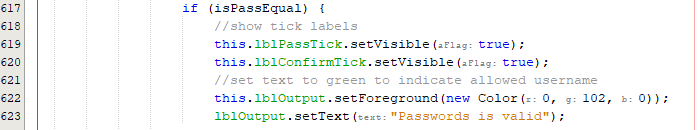 617 if (isPassEqual) {
618 //show tick labels
619 this.lblPassTick.setVisible(aFlag: true);
620 this.lblConfirmTick.setVisible(aFlag: true);
621 //set text to green to indicate allowed username
622 this.lblOutput.setForeground(new Color(r: 0, g: 102, b: 0));
623 lblOutput.setText(text: "Passwords is valid");